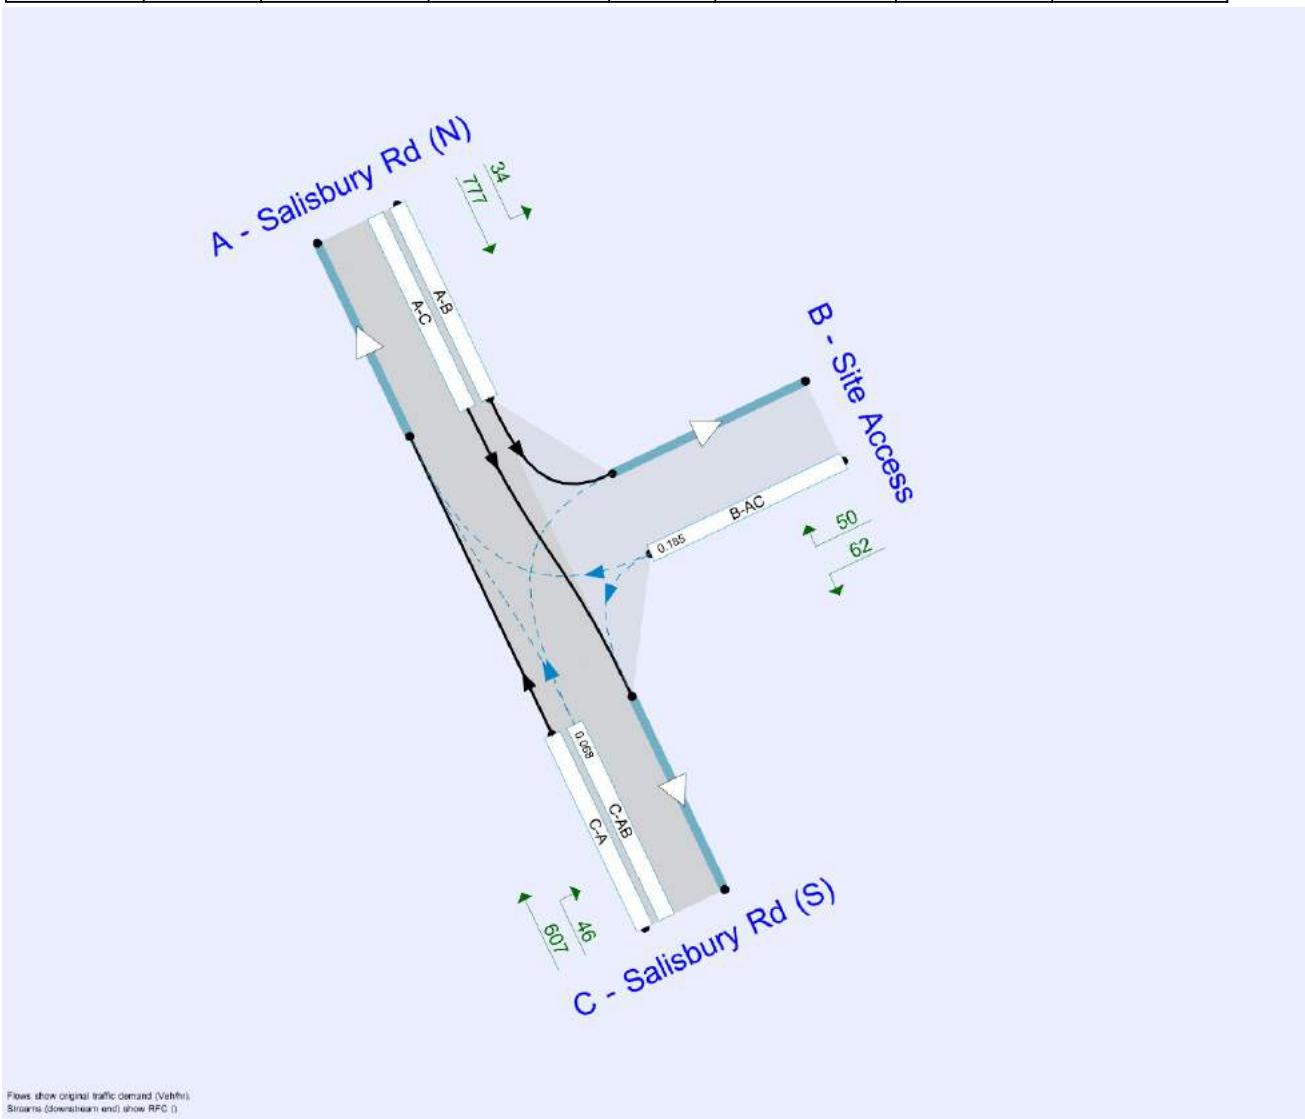 A - Salisbury Rd (N)
34
777
A-B
A-C
B - Site Access
B-AC
0.185
50
62
0.068
C-AB
C-A
46
607
C - Salisbury Rd (S)
Flows show original traffic demand (Veh/hr).
Streams (downstream end) show RFC ()